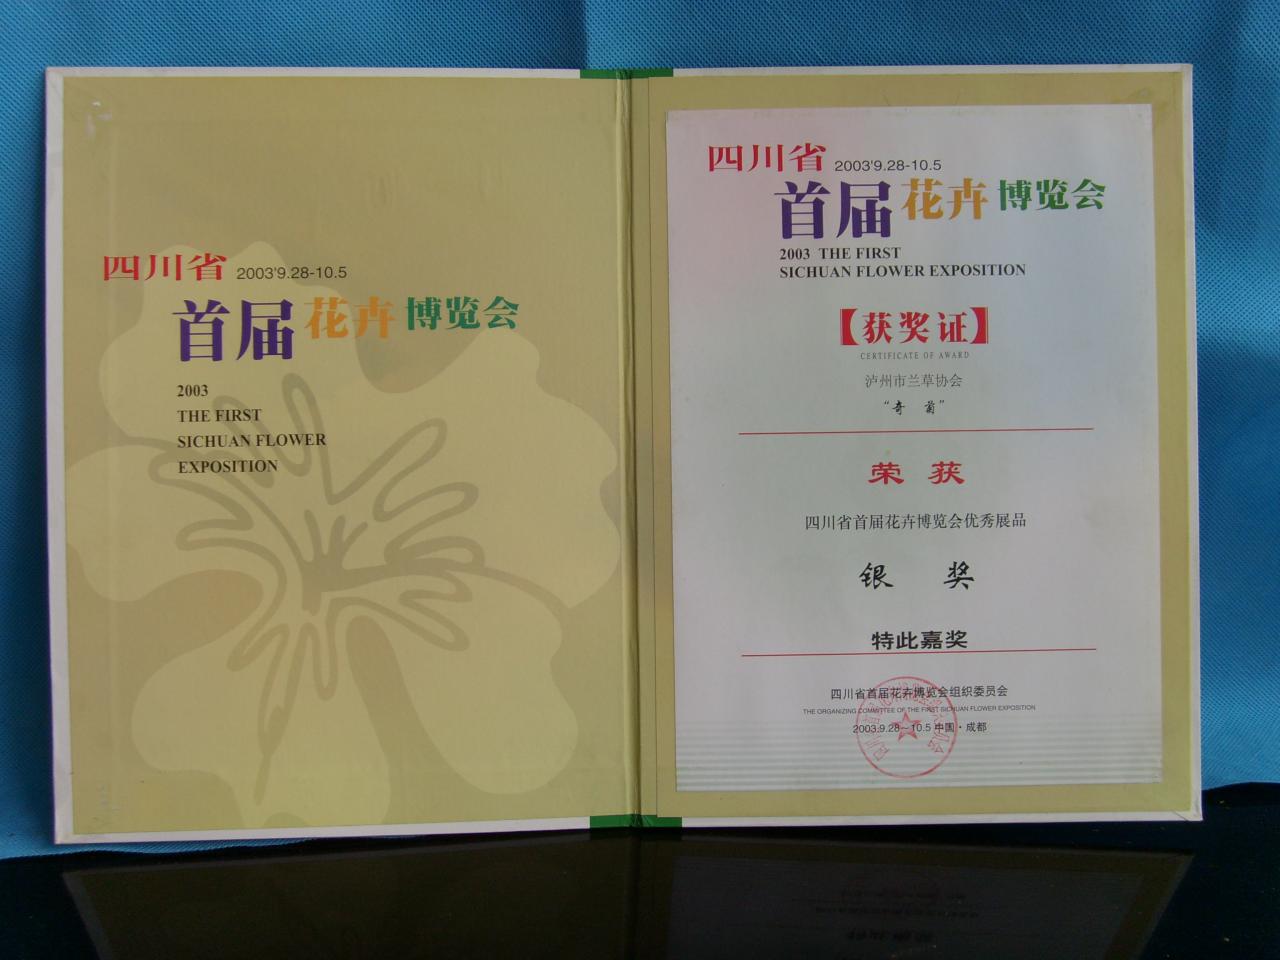 四川省 2003'9.28-10.5
首届花卉博览会
2003
THE FIRST
SICHUAN FLOWER
EXPOSITION
四川省 2003'9.28-10.5
首届花卉博览会
2003 THE FIRST
SICHUAN FLOWER EXPOSITION
【获奖证】
CERTIFICATE OF AWARD
泸州市兰草协会
“奇 菊”
荣 获
四川省首届花卉博览会优秀展品
银 奖
特此嘉奖
四川省首届花卉博览会组织委员会
THE ORGANIZING COMMITTEE OF THE FIRST SICHUAN FLOWER EXPOSITION
2003.9.28—10.5 中国·成都